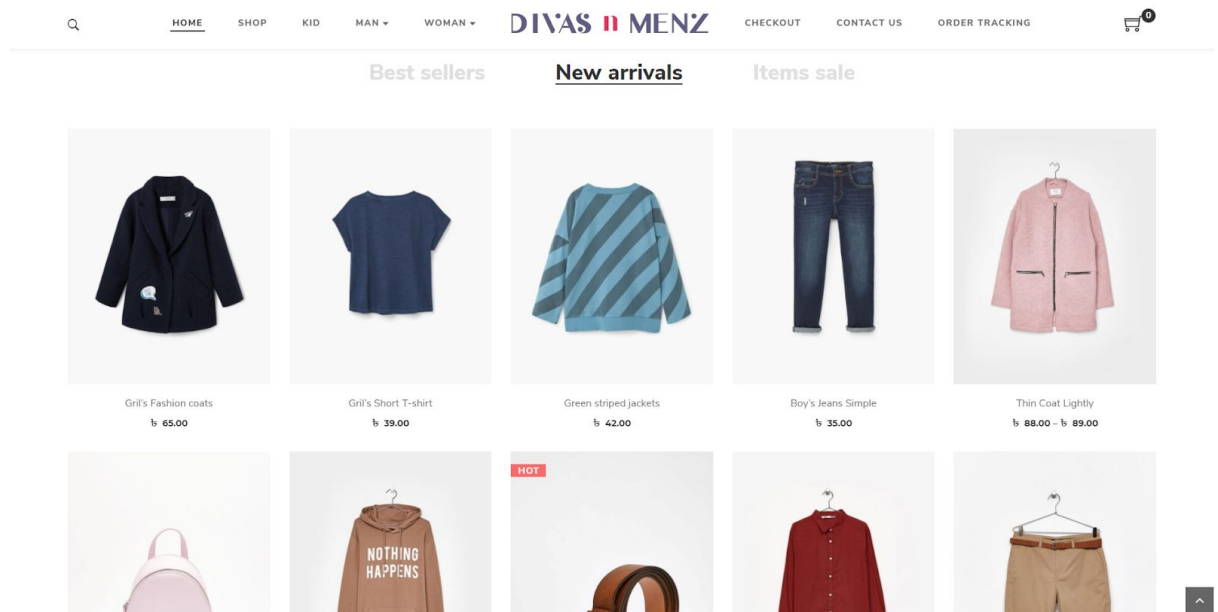 HOME SHOP KID MAN WOMAN DIVAS n MENZ CHECKOUT CONTACT US ORDER TRACKING 0
Best sellers New arrivals Items sale
Gril's Fashion coats Gril's Short T-shirt Green striped jackets Boy's Jeans Simple Thin Coat Lightly
৳ 65.00 ৳ 39.00 ৳ 42.00 ৳ 35.00 ৳ 88.00 – ৳ 89.00
HOT
NOTHING
HAPPENS